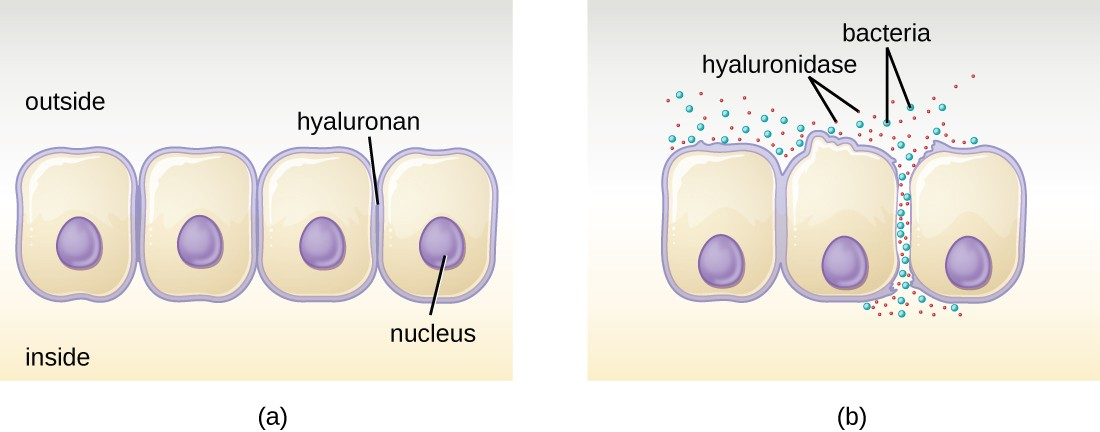 outside
hyaluronan
nucleus
inside
(a)
bacteria
hyaluronidase
(b)